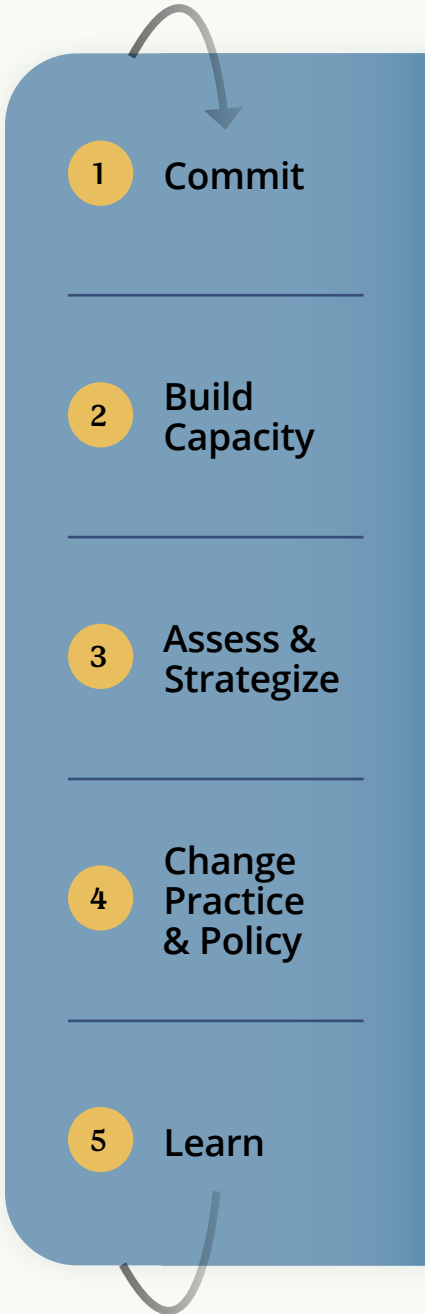 1 Commit
2 Build
Capacity
3 Assess &
Strategize
4 Change
Practice
& Policy
5 Learn